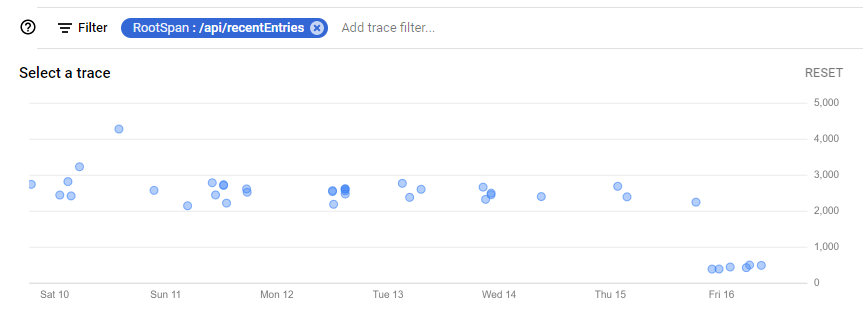 Filter RootSpan : /api/recentEntries Add trace filter...
Select a trace RESET
5,000
4,000
3,000
2,000
1,000
0
Sat 10 Sun 11 Mon 12 Tue 13 Wed 14 Thu 15 Fri 16